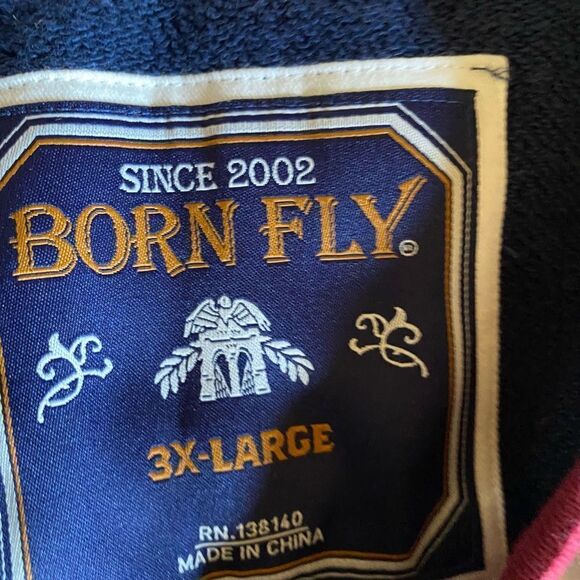 SINCE 2002
BORN FLY®
3X-LARGE
RN.138140
MADE IN CHINA